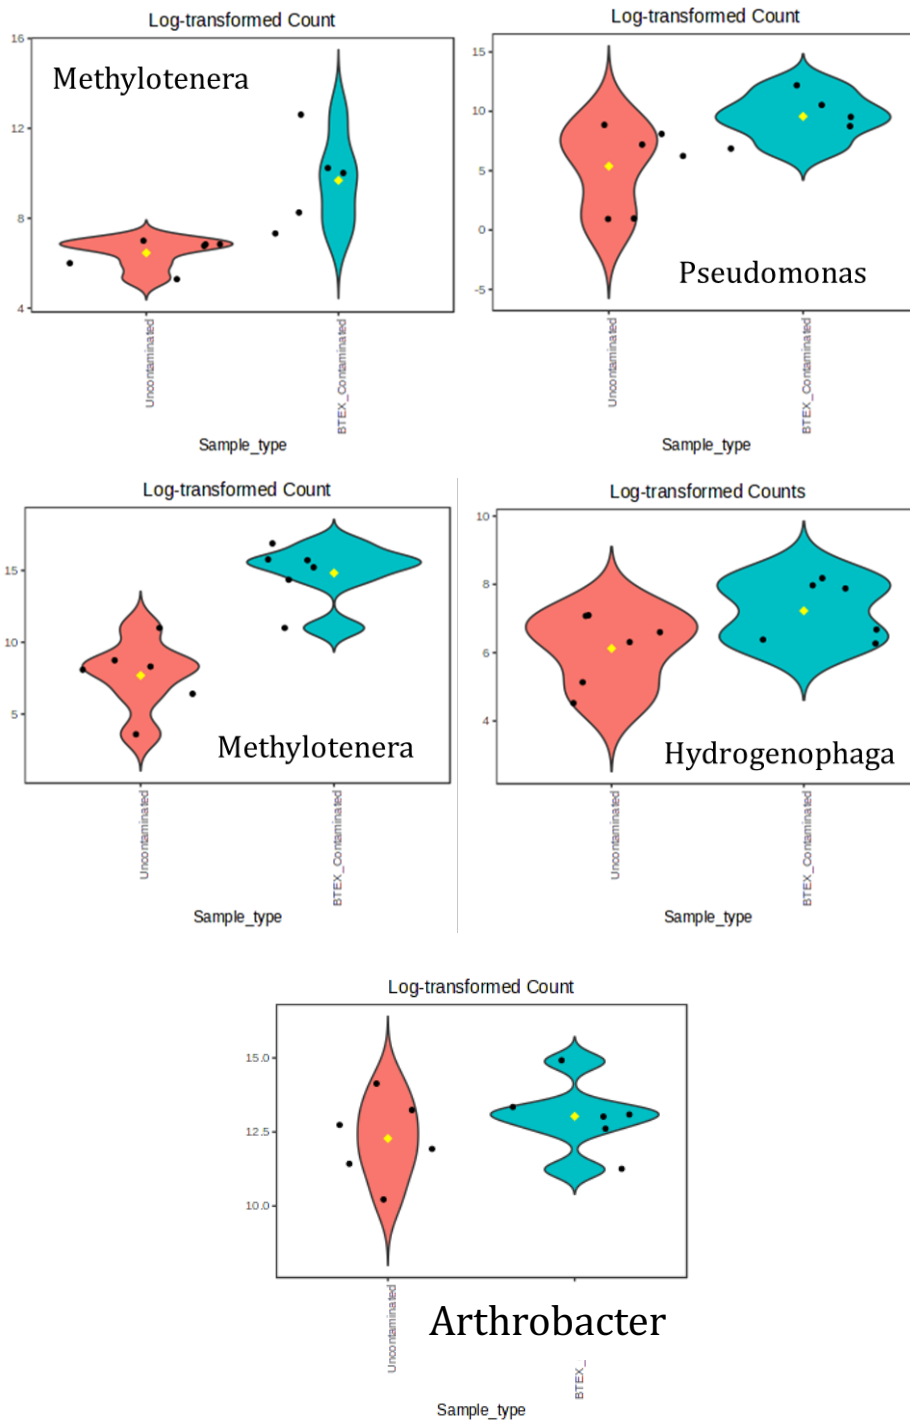 Log-transformed Count
16
12
8
4
Methylotenera
Uncontaminated
BTEX_Contaminated
Sample_type
Log-transformed Count
15
10
5
0
-5
Pseudomonas
Uncontaminated
BTEX_Contaminated
Sample_type
Log-transformed Count
15
10
5
Methylotenera
Uncontaminated
BTEX_Contaminated
Sample_type
Log-transformed Counts
10
8
6
4
Hydrogenophaga
Uncontaminated
BTEX_Contaminated
Sample_type
Log-transformed Count
15.0
12.5
10.0
Uncontaminated
Arthrobacter
BTEX_
Sample_type